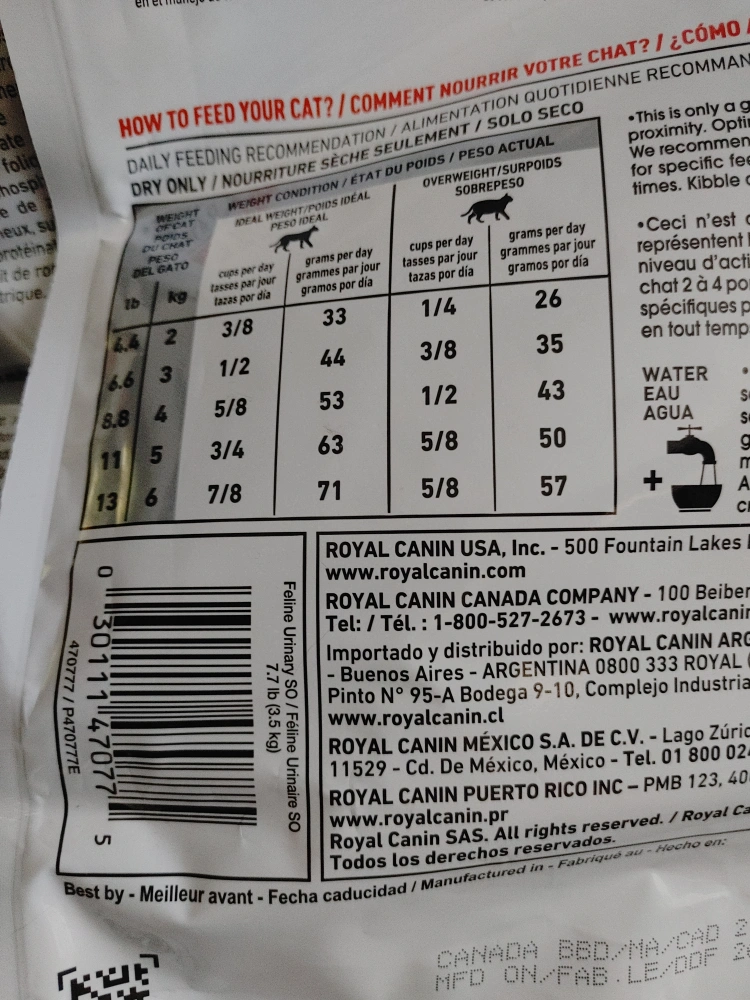 HOW TO FEED YOUR CAT? / COMMENT NOURRIR VOTRE CHAT? / ¿CÓMO
DAILY FEEDING RECOMMENDATION / ALIMENTATION QUOTIDIENNE RECOMMAN
DRY ONLY / NOURRITURE SÈCHE SEULEMENT / SOLO SECO
WEIGHT CONDITION / ÉTAT DU POIDS / PESO ACTUAL
WEIGHT
OF CAT
POIDS
DU CHAT
PESO
DEL GATO
IDEAL WEIGHT/POIDS IDÉAL
PESO IDEAL
OVERWEIGHT/SURPOIDS
SOBREPESO
cups per day
tasses par jour
tazas por día
grams per day
grammes par jour
gramos por día
cups per day
tasses par jour
tazas por día
grams per day
grammes par jour
gramos por día
lb kg
4.4 2 3/8 33 1/4 26
6.6 3 1/2 44 3/8 35
8.8 4 5/8 53 1/2 43
11 5 3/4 63 5/8 50
13 6 7/8 71 5/8 57
•This is only a g
proximity. Opti
We recommen
for specific fee
times. Kibble
•Ceci n'est
représentent
niveau d'acti
chat 2 à 4 po
spécifiques p
en tout temp
WATER
EAU
AGUA
+
Feline Urinary SO / Féline Urinaire SO
7.7 lb (3.5 kg)
0 30111 47077 5
470777 / P470777E
ROYAL CANIN USA, Inc. - 500 Fountain Lakes
www.royalcanin.com
ROYAL CANIN CANADA COMPANY - 100 Beiber
Tel: / Tél. : 1-800-527-2673 - www.royalcanin
Importado y distribuido por: ROYAL CANIN ARG
- Buenos Aires - ARGENTINA 0800 333 ROYAL (
Pinto N° 95-A Bodega 9-10, Complejo Industria
www.royalcanin.cl
ROYAL CANIN MÉXICO S.A. DE C.V. - Lago Zúric
11529 - Cd. De México, México - Tel. 01 800 024
ROYAL CANIN PUERTO RICO INC – PMB 123, 40
www.royalcanin.pr
Royal Canin SAS. All rights reserved. / Royal Ca
Todos los derechos reservados.
Best by - Meilleur avant - Fecha caducidad / Manufactured in - Fabriqué au - Hecho en:
CANADA BBD/MA/CAD 2
MFD ON/FAB.LE/DDF 20